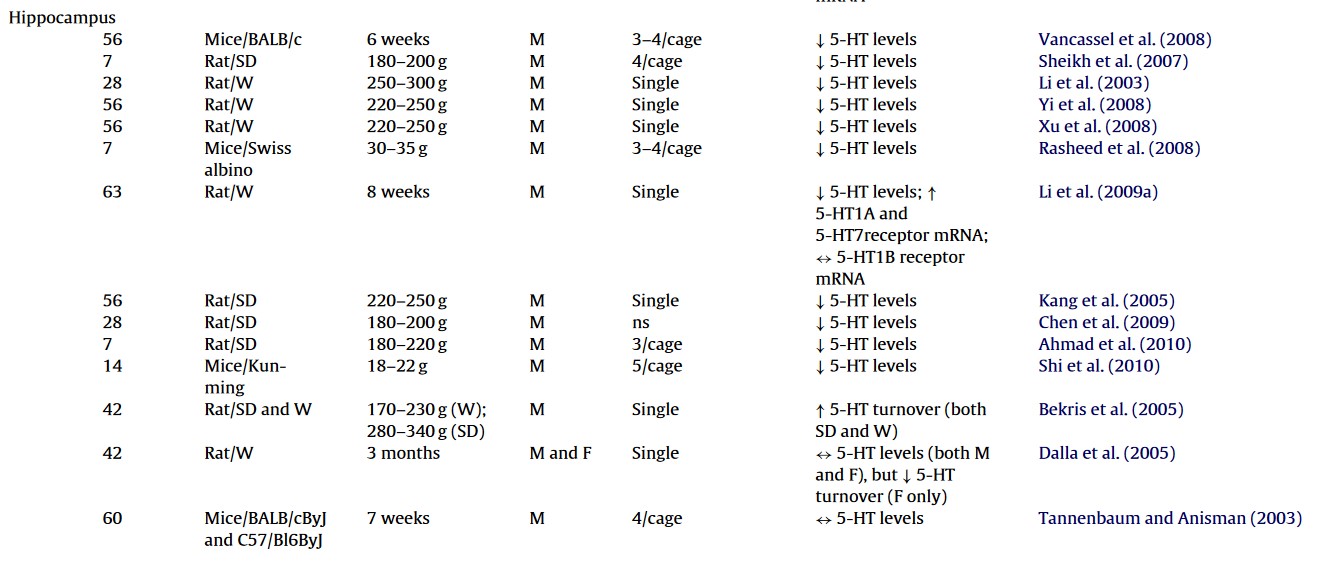 Hippocampus
56 Mice/BALB/c 6 weeks M 3–4/cage ↓ 5-HT levels Vancassel et al. (2008)
7 Rat/SD 180–200 g M 4/cage ↓ 5-HT levels Sheikh et al. (2007)
28 Rat/W 250–300 g M Single ↓ 5-HT levels Li et al. (2003)
56 Rat/W 220–250 g M Single ↓ 5-HT levels Yi et al. (2008)
56 Rat/W 220–250 g M Single ↓ 5-HT levels Xu et al. (2008)
7 Mice/Swiss 30–35 g M 3–4/cage ↓ 5-HT levels Rasheed et al. (2008)
albino
63 Rat/W 8 weeks M Single ↓ 5-HT levels; ↑ Li et al. (2009a)
5-HT1A and
5-HT7receptor mRNA;
↔ 5-HT1B receptor
mRNA
56 Rat/SD 220–250 g M Single ↓ 5-HT levels Kang et al. (2005)
28 Rat/SD 180–200 g M ns ↓ 5-HT levels Chen et al. (2009)
7 Rat/SD 180–220 g M 3/cage ↓ 5-HT levels Ahmad et al. (2010)
14 Mice/Kun- 18–22 g M 5/cage ↓ 5-HT levels Shi et al. (2010)
ming
42 Rat/SD and W 170–230 g (W); M Single ↑ 5-HT turnover (both Bekris et al. (2005)
280–340 g (SD) SD and W)
42 Rat/W 3 months M and F Single ↔ 5-HT levels (both M Dalla et al. (2005)
and F), but ↓ 5-HT
turnover (F only)
60 Mice/BALB/cByJ 7 weeks M 4/cage ↔ 5-HT levels Tannenbaum and Anisman (2003)
and C57/Bl6ByJ